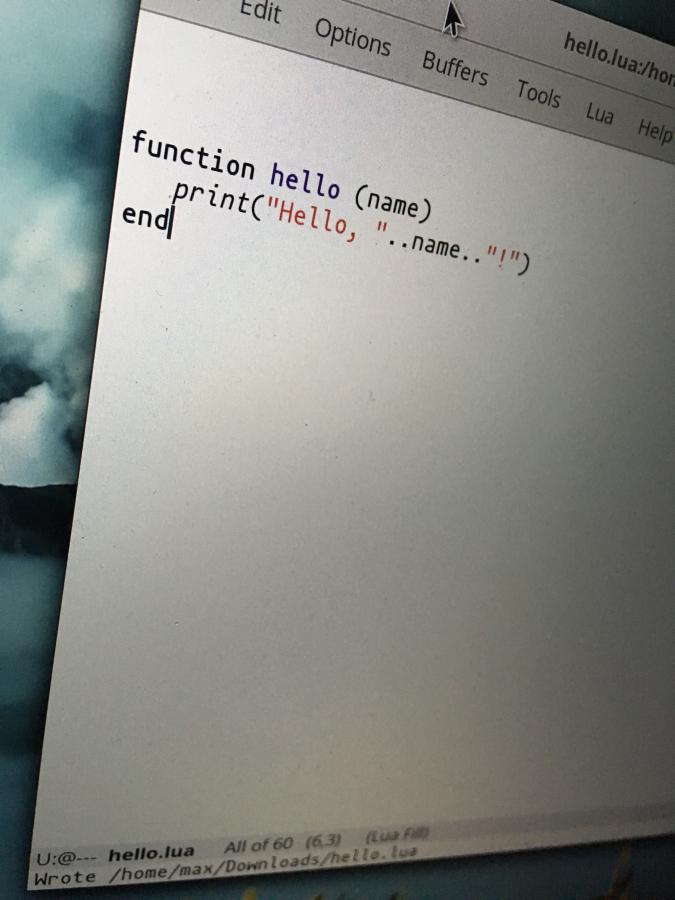 hello.lua:/hom
Edit Options Buffers Tools Lua Help
function hello (name)
print("Hello, "..name.."!")
end
U:@--- hello.lua All of 60 (6,3) (Lua Fill)
Wrote /home/max/Downloads/hello.lua